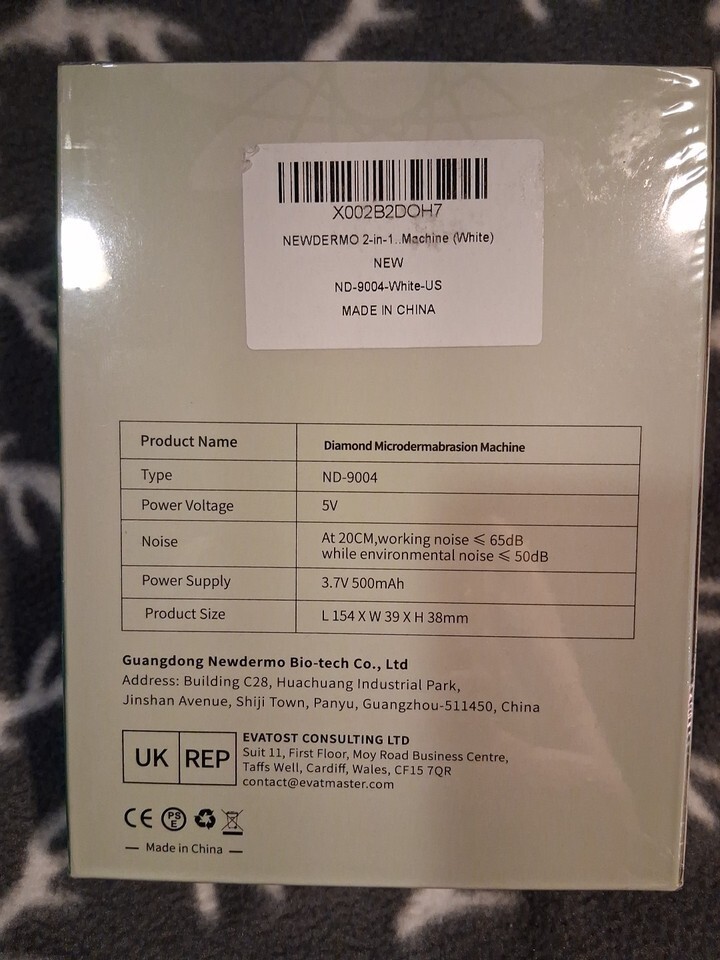 X002B2DOH7
NEWDERMO 2-in-1..Machine (White)
NEW
ND-9004-White-US
MADE IN CHINA
Product Name Diamond Microdermabrasion Machine
Type ND-9004
Power Voltage 5V
Noise At 20CM,working noise ≤ 65dB
while environmental noise ≤ 50dB
Power Supply 3.7V 500mAh
Product Size L 154 X W 39 X H 38mm
Guangdong Newdermo Bio-tech Co., Ltd
Address: Building C28, Huachuang Industrial Park,
Jinshan Avenue, Shiji Town, Panyu, Guangzhou-511450, China
UK REP
EVATOST CONSULTING LTD
Suit 11, First Floor, Moy Road Business Centre,
Taffs Well, Cardiff, Wales, CF15 7QR
contact@evatmaster.com
CE PS E
— Made in China —